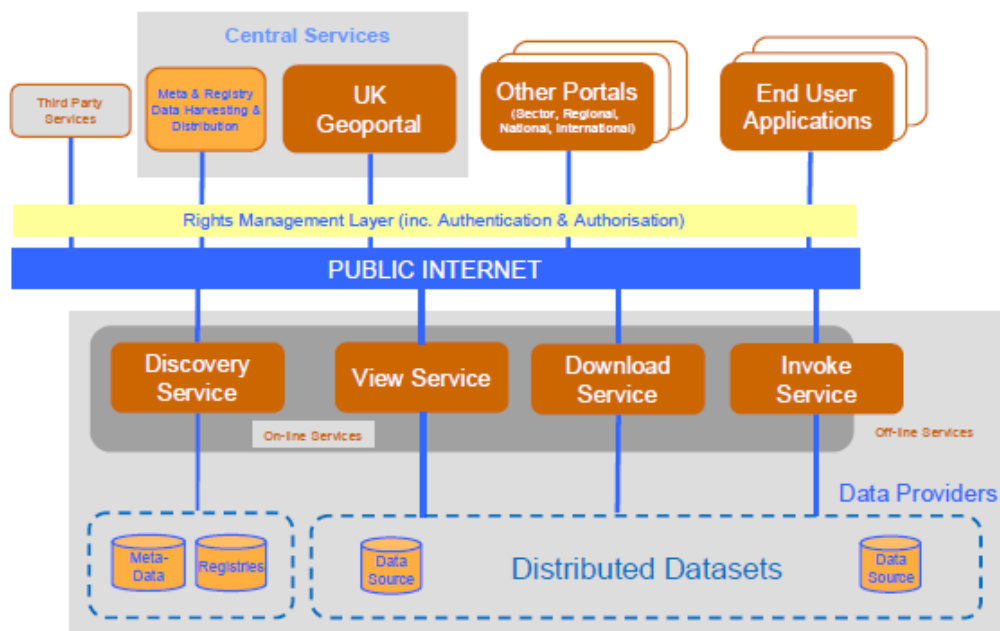 Central Services
Third Party
Services
Meta & Registry
Data Harvesting &
Distribution
UK
Geoportal
Other Portals
(Sector, Regional,
National, International)
End User
Applications
Rights Management Layer (inc. Authentication & Authorisation)
PUBLIC INTERNET
Discovery
Service
View Service
Download
Service
Invoke
Service
On-line Services
Off-line Services
Data Providers
Meta-
Data
Registries
Data
Source
Distributed Datasets
Data
Source